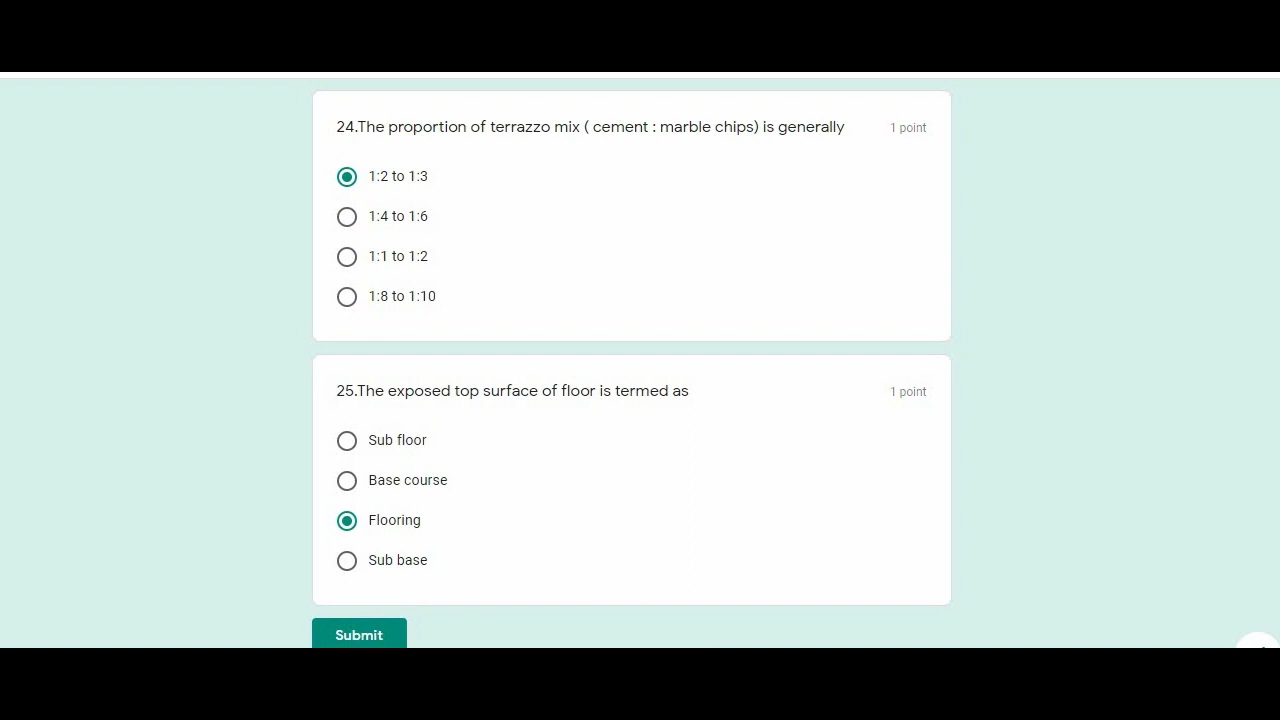 24.The proportion of terrazzo mix ( cement : marble chips) is generally
1 point
1:2 to 1:3
1:4 to 1:6
1:1 to 1:2
1:8 to 1:10
25.The exposed top surface of floor is termed as
1 point
Sub floor
Base course
Flooring
Sub base
Submit